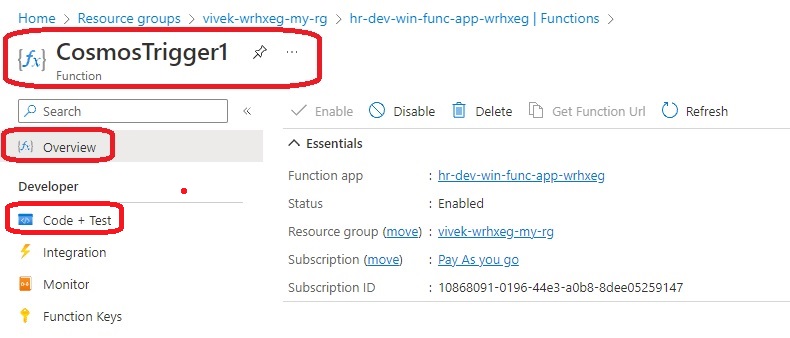 Home > Resource groups > vivek-wrhxeg-my-rg > hr-dev-win-func-app-wrhxeg | Functions >
{fx} CosmosTrigger1 ...
Function
Search «
Enable Disable Delete Get Function Url Refresh
{fx} Overview
Essentials
Developer
Function app : hr-dev-win-func-app-wrhxeg
Code + Test
Status : Enabled
Resource group (move) : vivek-wrhxeg-my-rg
Integration
Subscription (move) : Pay As you go
Monitor
Subscription ID : 10868091-0196-44e3-a0b8-8dee05259147
Function Keys